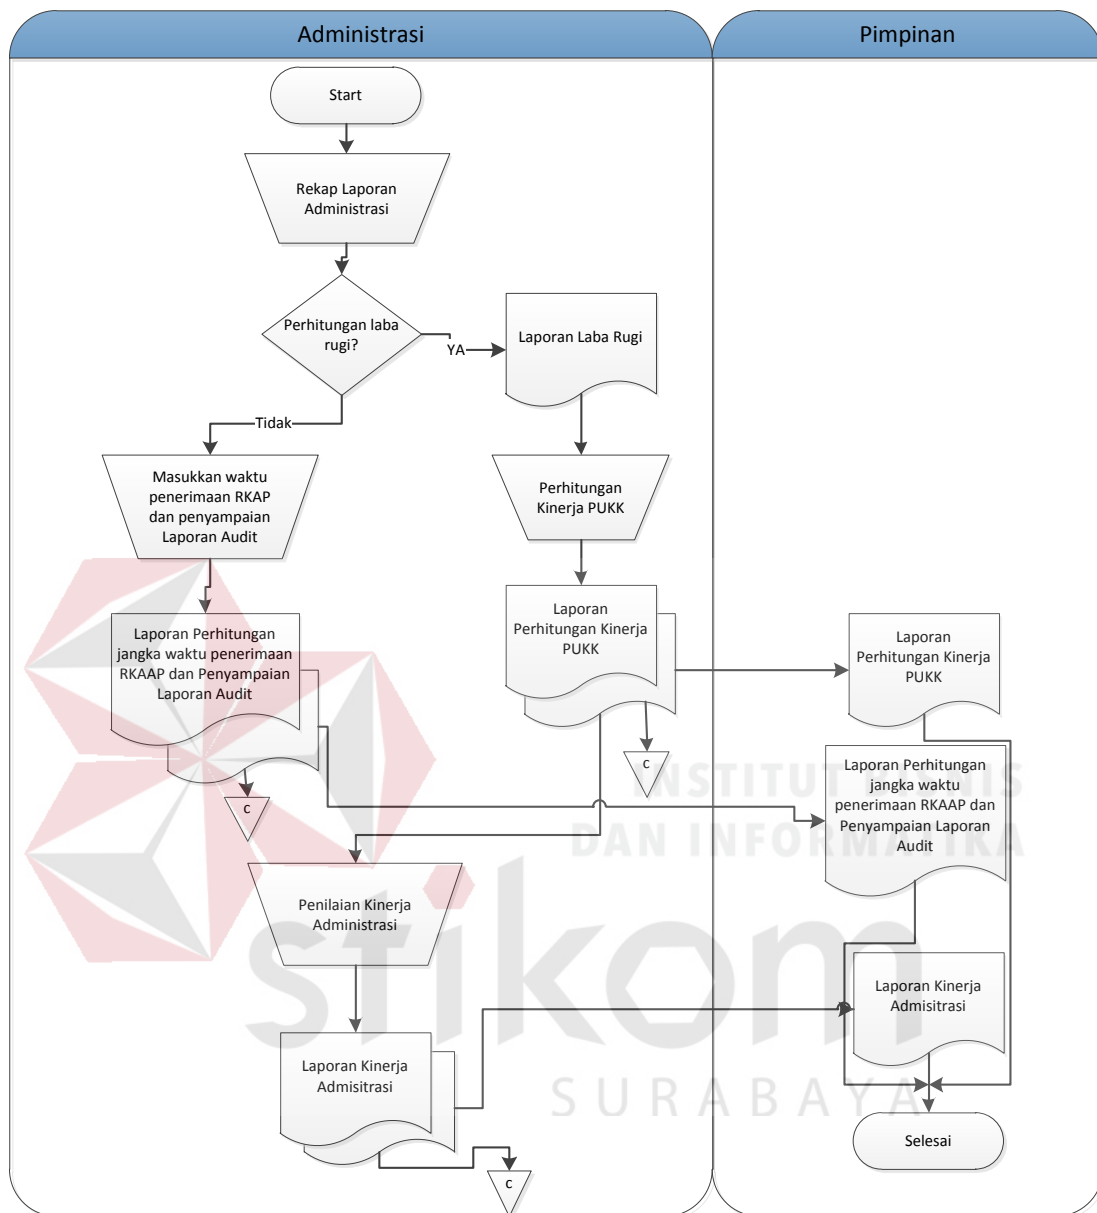 Administrasi
Pimpinan
Start
Rekap Laporan
Administrasi
Perhitungan laba
rugi?
YA
Laporan Laba Rugi
Tidak
Masukkan waktu
penerimaan RKAP
dan penyampaian
Laporan Audit
Perhitungan
Kinerja PUKK
Laporan Perhitungan
jangka waktu penerimaan
RKAAP dan Penyampaian
Laporan Audit
Laporan
Perhitungan Kinerja
PUKK
Laporan
Perhitungan Kinerja
PUKK
c
c
Laporan Perhitungan
jangka waktu
penerimaan RKAAP dan
Penyampaian Laporan
Audit
Penilaian Kinerja
Administrasi
Laporan Kinerja
Admisitrasi
Laporan Kinerja
Admisitrasi
c
Selesai
INSTITUT BISNIS
DAN INFORMATIKA
stikom
SURABAYA